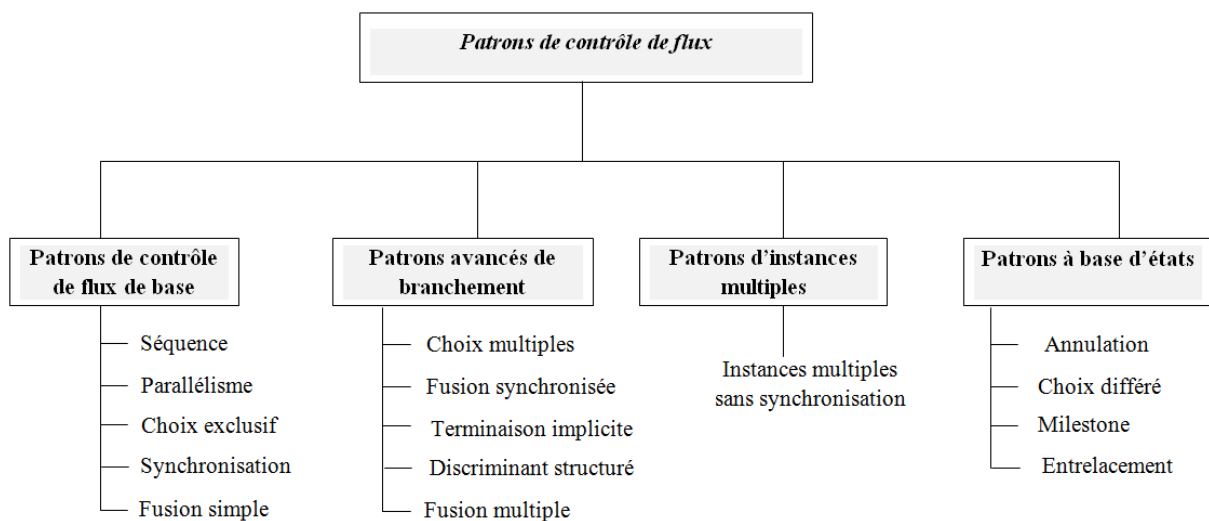 Patrons de contrôle de flux
Patrons de contrôle
de flux de base
Séquence
Parallélisme
Choix exclusif
Synchronisation
Fusion simple
Patrons avancés de
branchement
Choix multiples
Fusion synchronisée
Terminaison implicite
Discriminant structuré
Fusion multiple
Patrons d’instances
multiples
Instances multiples
sans synchronisation
Patrons à base d’états
Annulation
Choix différé
Milestone
Entrelacement